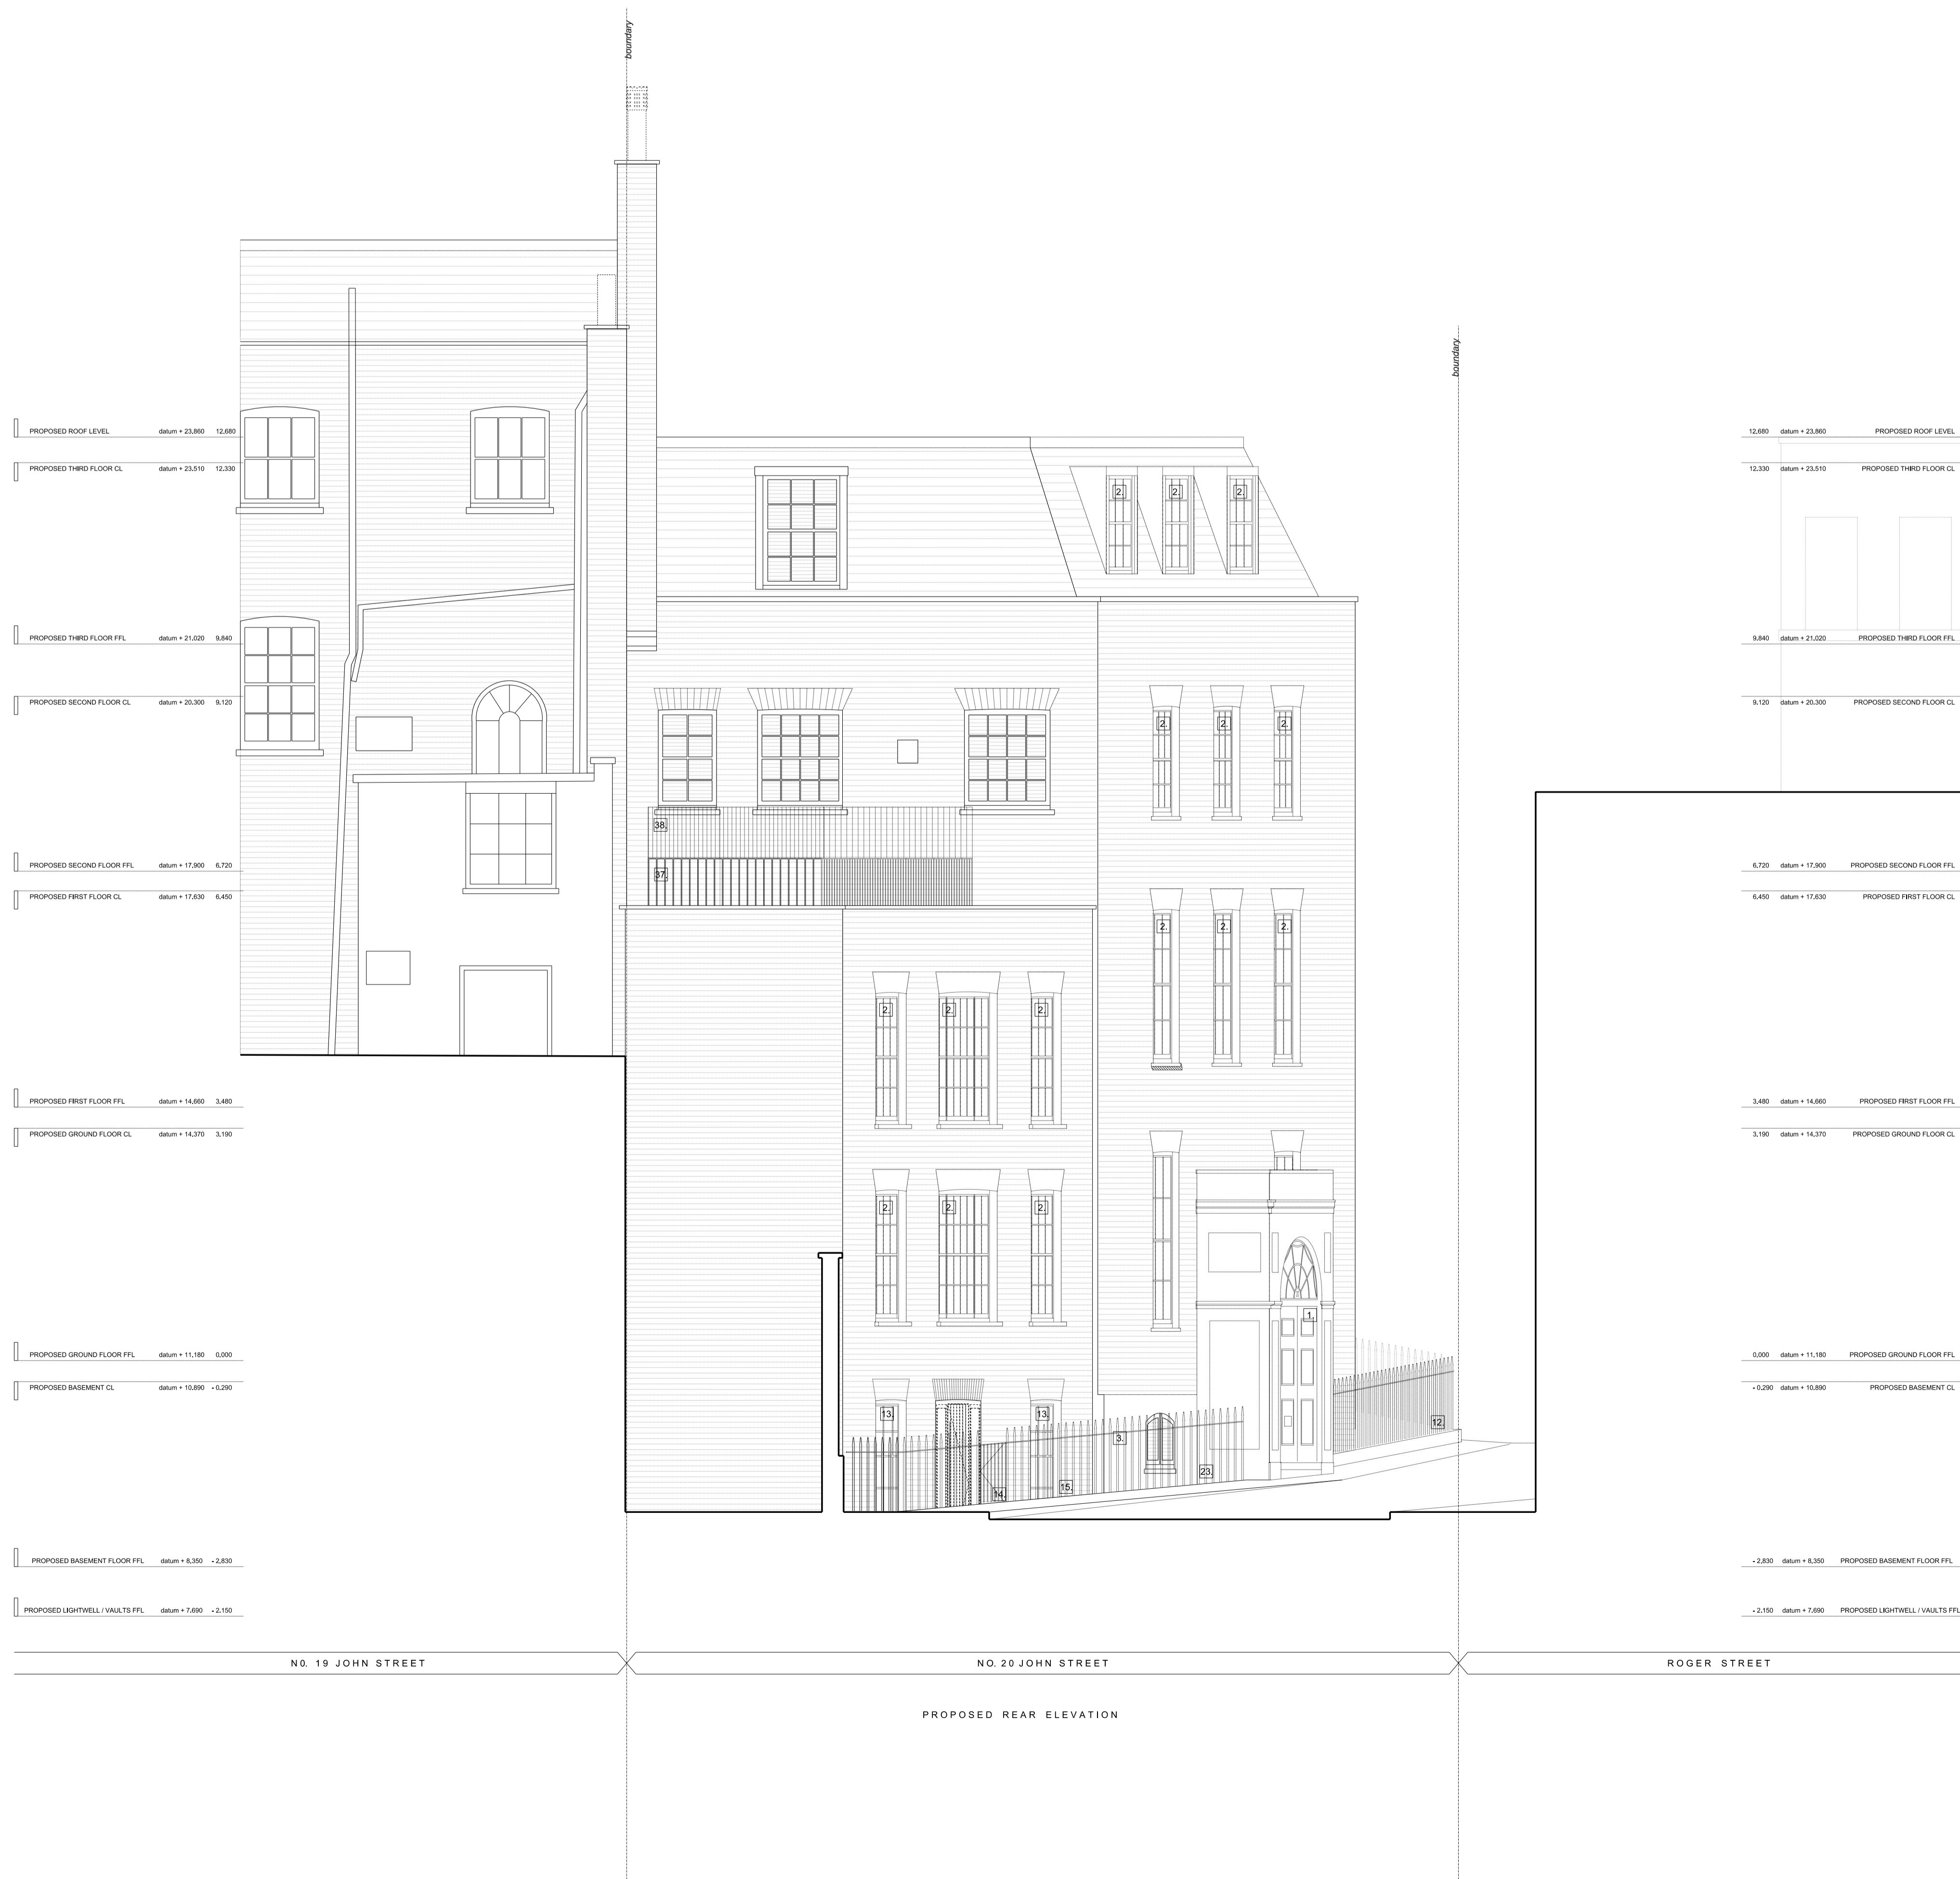 boundary
boundary
PROPOSED ROOF LEVEL datum + 23,860 12,680
12,680 datum + 23,860 PROPOSED ROOF LEVEL
PROPOSED THIRD FLOOR CL datum + 23,510 12,330
12,330 datum + 23,510 PROPOSED THIRD FLOOR CL
2. 2. 2.
PROPOSED THIRD FLOOR FFL datum + 21,020 9,840
9,840 datum + 21,020 PROPOSED THIRD FLOOR FFL
PROPOSED SECOND FLOOR CL datum + 20,300 9,120
9,120 datum + 20,300 PROPOSED SECOND FLOOR CL
2. 2. 2.
38.
PROPOSED SECOND FLOOR FFL datum + 17,900 6,720
6,720 datum + 17,900 PROPOSED SECOND FLOOR FFL
37.
PROPOSED FIRST FLOOR CL datum + 17,630 6,450
6,450 datum + 17,630 PROPOSED FIRST FLOOR CL
2. 2. 2.
2. 2. 2.
PROPOSED FIRST FLOOR FFL datum + 14,660 3,480
3,480 datum + 14,660 PROPOSED FIRST FLOOR FFL
PROPOSED GROUND FLOOR CL datum + 14,370 3,190
3,190 datum + 14,370 PROPOSED GROUND FLOOR CL
2. 2. 2.
1.
PROPOSED GROUND FLOOR FFL datum + 11,180 0,000
0,000 datum + 11,180 PROPOSED GROUND FLOOR FFL
PROPOSED BASEMENT CL datum + 10,890 - 0,290
- 0,290 datum + 10,890 PROPOSED BASEMENT CL
13. 13.
12.
3.
23.
15.
14.
PROPOSED BASEMENT FLOOR FFL datum + 8,350 - 2,830
- 2,830 datum + 8,350 PROPOSED BASEMENT FLOOR FFL
PROPOSED LIGHTWELL / VAULTS FFL datum + 7,690 - 2,150
- 2,150 datum + 7,690 PROPOSED LIGHTWELL / VAULTS FFL
N0. 19 JOHN STREET
NO. 20 JOHN STREET
ROGER STREET
PROPOSED REAR ELEVATION